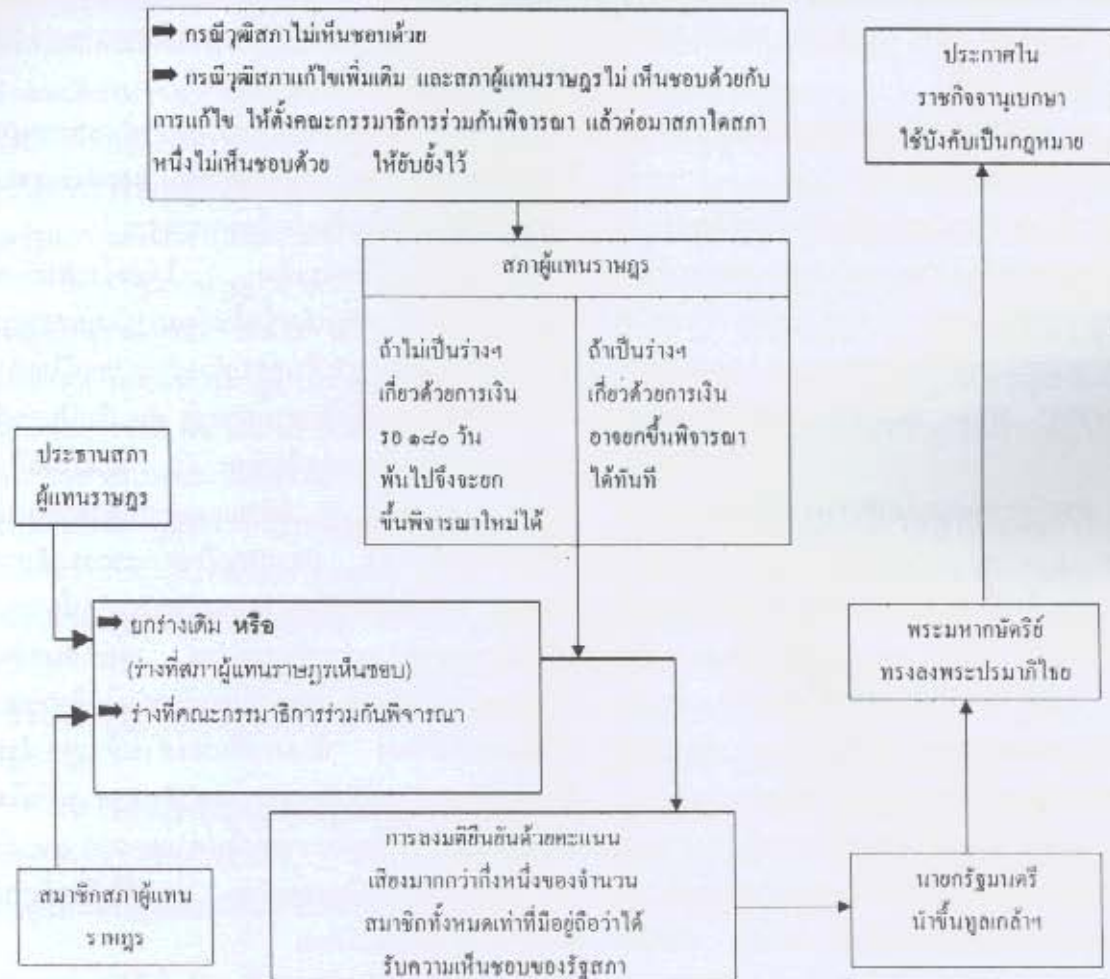 ➡ กรณีวุฒิสภาไม่เห็นชอบด้วย
➡ กรณีวุฒิสภาแก้ไขเพิ่มเติม และสภาผู้แทนราษฎรไม่ เห็นชอบด้วยกับ
การแก้ไข ให้ตั้งคณะกรรมาธิการร่วมกันพิจารณา แล้วต่อมาสภาใดสภา
หนึ่งไม่เห็นชอบด้วย ให้ยับยั้งไว้
ประกาศใน
ราชกิจจานุเบกษา
ใช้บังคับเป็นกฎหมาย
สภาผู้แทนราษฎร
ถ้าไม่เป็นร่างฯ
เกี่ยวด้วยการเงิน
รอ ๑๘๐ วัน
พ้นไปจึงจะยก
ขึ้นพิจารณาใหม่ได้
ถ้าเป็นร่างฯ
เกี่ยวด้วยการเงิน
อาจยกขึ้นพิจารณา
ได้ทันที
ประธานสภา
ผู้แทนราษฎร
➡ ยกร่างเดิม หรือ
(ร่างที่สภาผู้แทนราษฎรเห็นชอบ)
➡ ร่างที่คณะกรรมาธิการร่วมกันพิจารณา
พระมหากษัตริย์
ทรงลงพระปรมาภิไธย
สมาชิกสภาผู้แทน
ราษฎร
การลงมติยืนยันด้วยคะแนน
เสียงมากกว่ากึ่งหนึ่งของจำนวน
สมาชิกทั้งหมดเท่าที่มีอยู่ถือว่าได้
รับความเห็นชอบของรัฐสภา
นายกรัฐมนตรี
นำขึ้นทูลเกล้าฯ